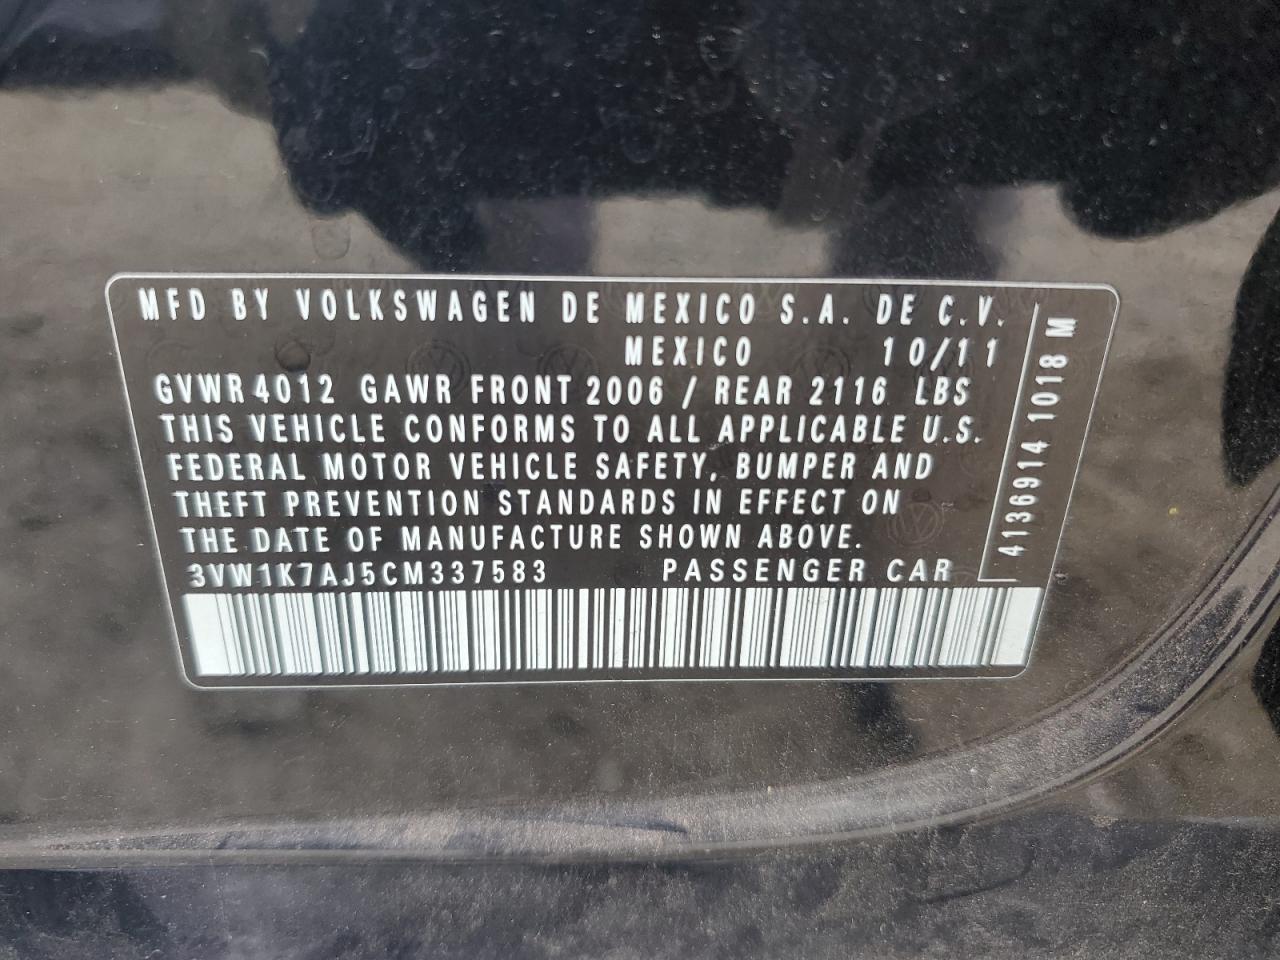 MFD BY VOLKSWAGEN DE MEXICO S.A. DE C.V.
MEXICO 10/11
GVWR 4012 GAWR FRONT 2006 / REAR 2116 LBS
THIS VEHICLE CONFORMS TO ALL APPLICABLE U.S.
FEDERAL MOTOR VEHICLE SAFETY, BUMPER AND
THEFT PREVENTION STANDARDS IN EFFECT ON
THE DATE OF MANUFACTURE SHOWN ABOVE.
3VW1K7AJ5CM337583 PASSENGER CAR
4136914 1018 M